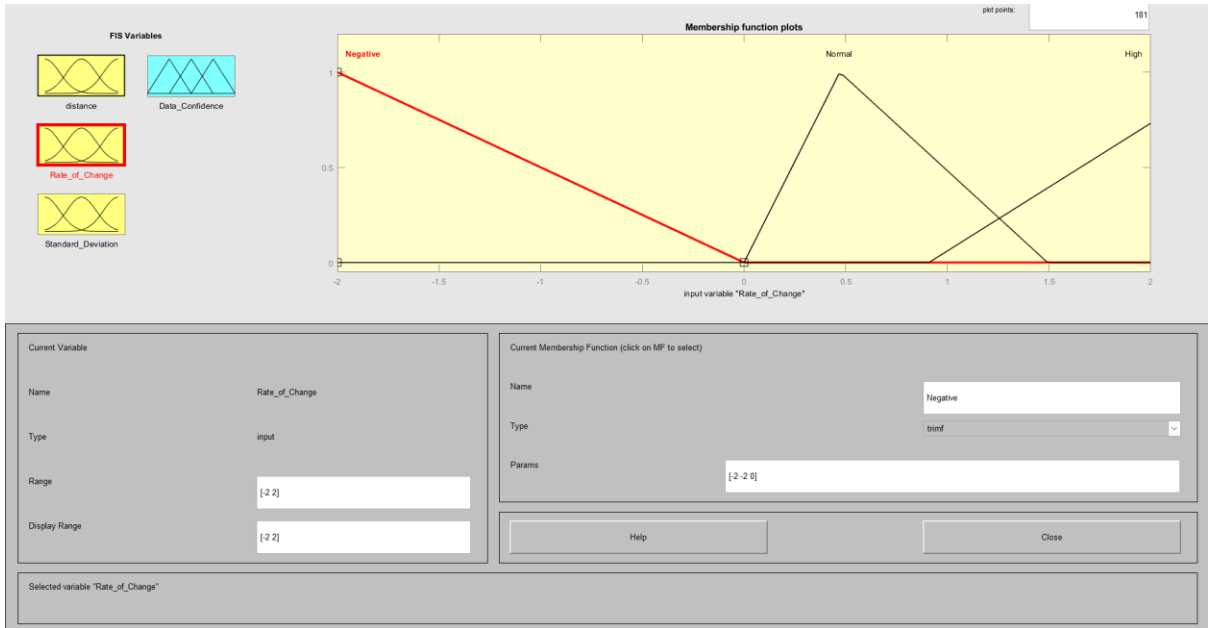 plot points:
181
FIS Variables
Membership function plots
distance
Data_Confidence
Rate_of_Change
Standard_Deviation
Negative
Normal
High
1
0.5
0
-2
-1.5
-1
-0.5
0
0.5
1
1.5
2
input variable "Rate_of_Change"
Current Variable
Name
Rate_of_Change
Type
input
Range
[-2 2]
Display Range
[-2 2]
Current Membership Function (click on MF to select)
Name
Negative
Type
trimf
Params
[-2 -2 0]
Help
Close
Selected variable "Rate_of_Change"